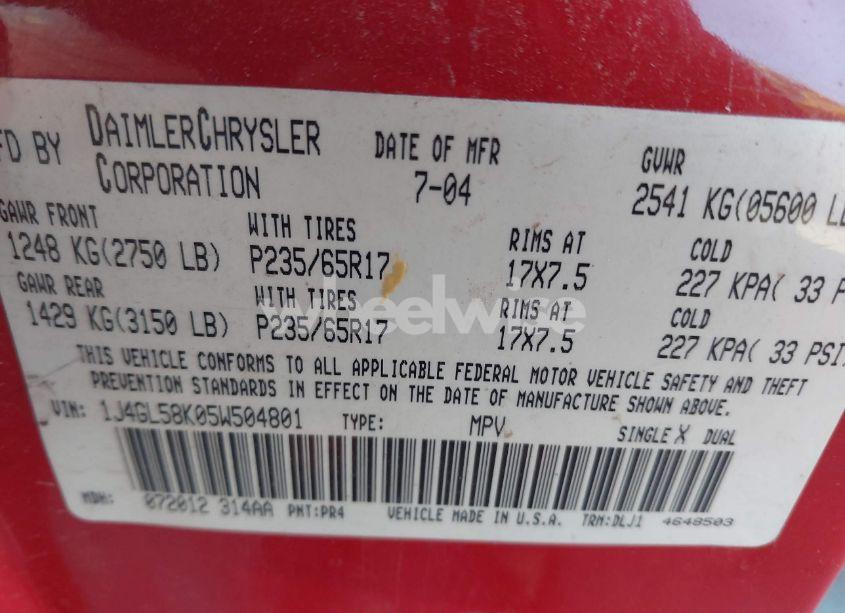 FD BY DAIMLERCHRYSLER CORPORATION DATE OF MFR 7-04 GVWR 2541 KG(05600 LB
GAWR FRONT WITH TIRES RIMS AT COLD
1248 KG(2750 LB) P235/65R17 17X7.5 227 KPA( 33 P
GAWR REAR WITH TIRES RIMS AT COLD
1429 KG(3150 LB) P235/65R17 17X7.5 227 KPA( 33 PSI
THIS VEHICLE CONFORMS TO ALL APPLICABLE FEDERAL MOTOR VEHICLE SAFETY AND THEFT
PREVENTION STANDARDS IN EFFECT ON THE DATE OF MANUFACTURE SHOWN ABOVE.
VIN: 1J4GL58K05W504801 TYPE: MPV SINGLE X DUAL
MDH: 072012 314AA PNT:PR4 VEHICLE MADE IN U.S.A. TRM:DLJ1 4648503